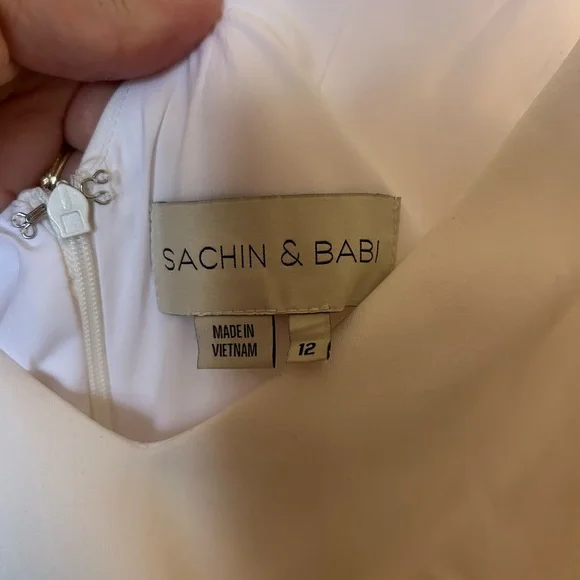 SACHIN & BABI
MADE IN
VIETNAM
12